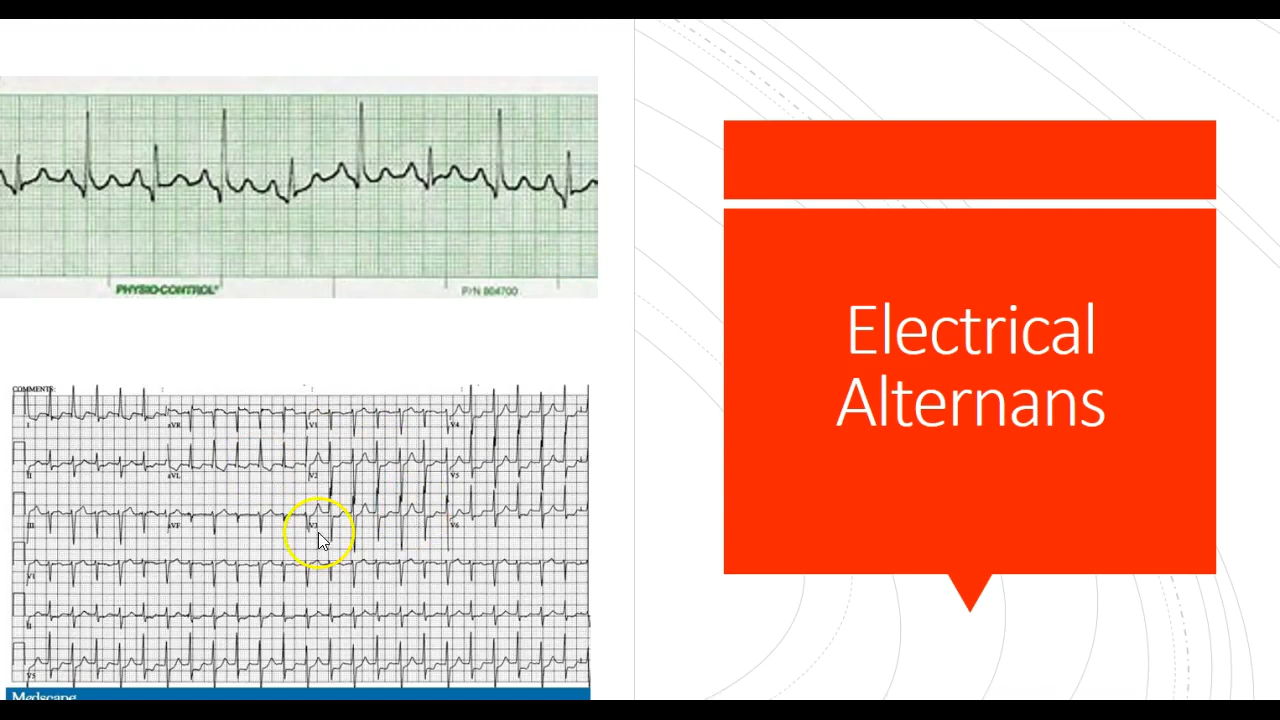 PHYSIO-CONTROL®
P/N 804700
COMMENTS:
I
aVR
V1
V4
II
aVL
V2
V5
III
aVF
V3
V6
V1
II
V5
Medscape
Electrical
Alternans